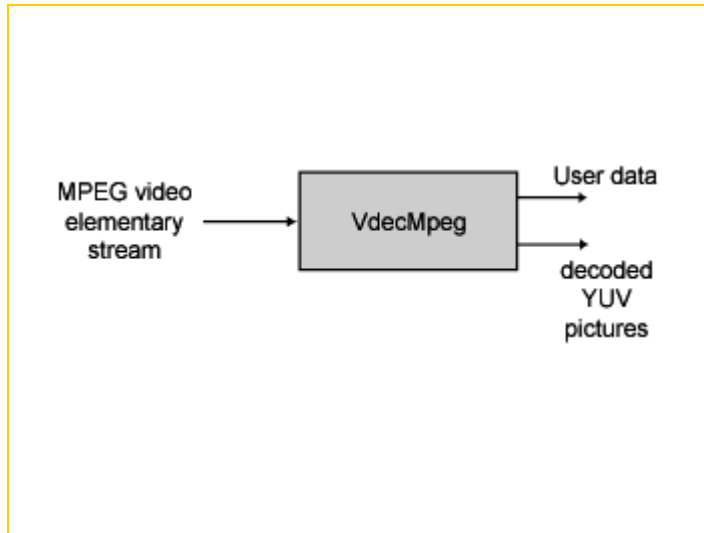 MPEG video
elementary
stream
VdecMpeg
User data
decoded
YUV
pictures